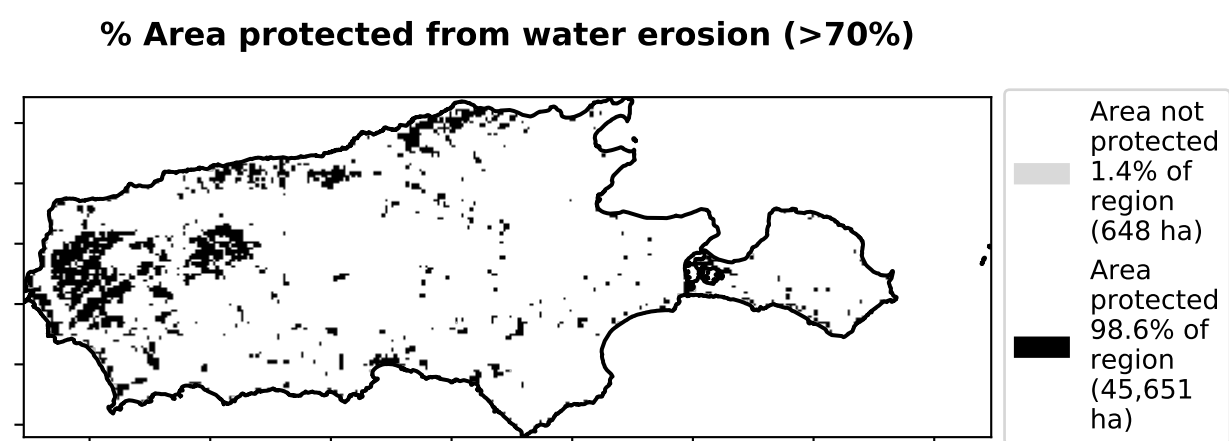 % Area protected from water erosion (>70%)
Area not
protected
1.4% of
region
(648 ha)
Area
protected
98.6% of
region
(45,651
ha)